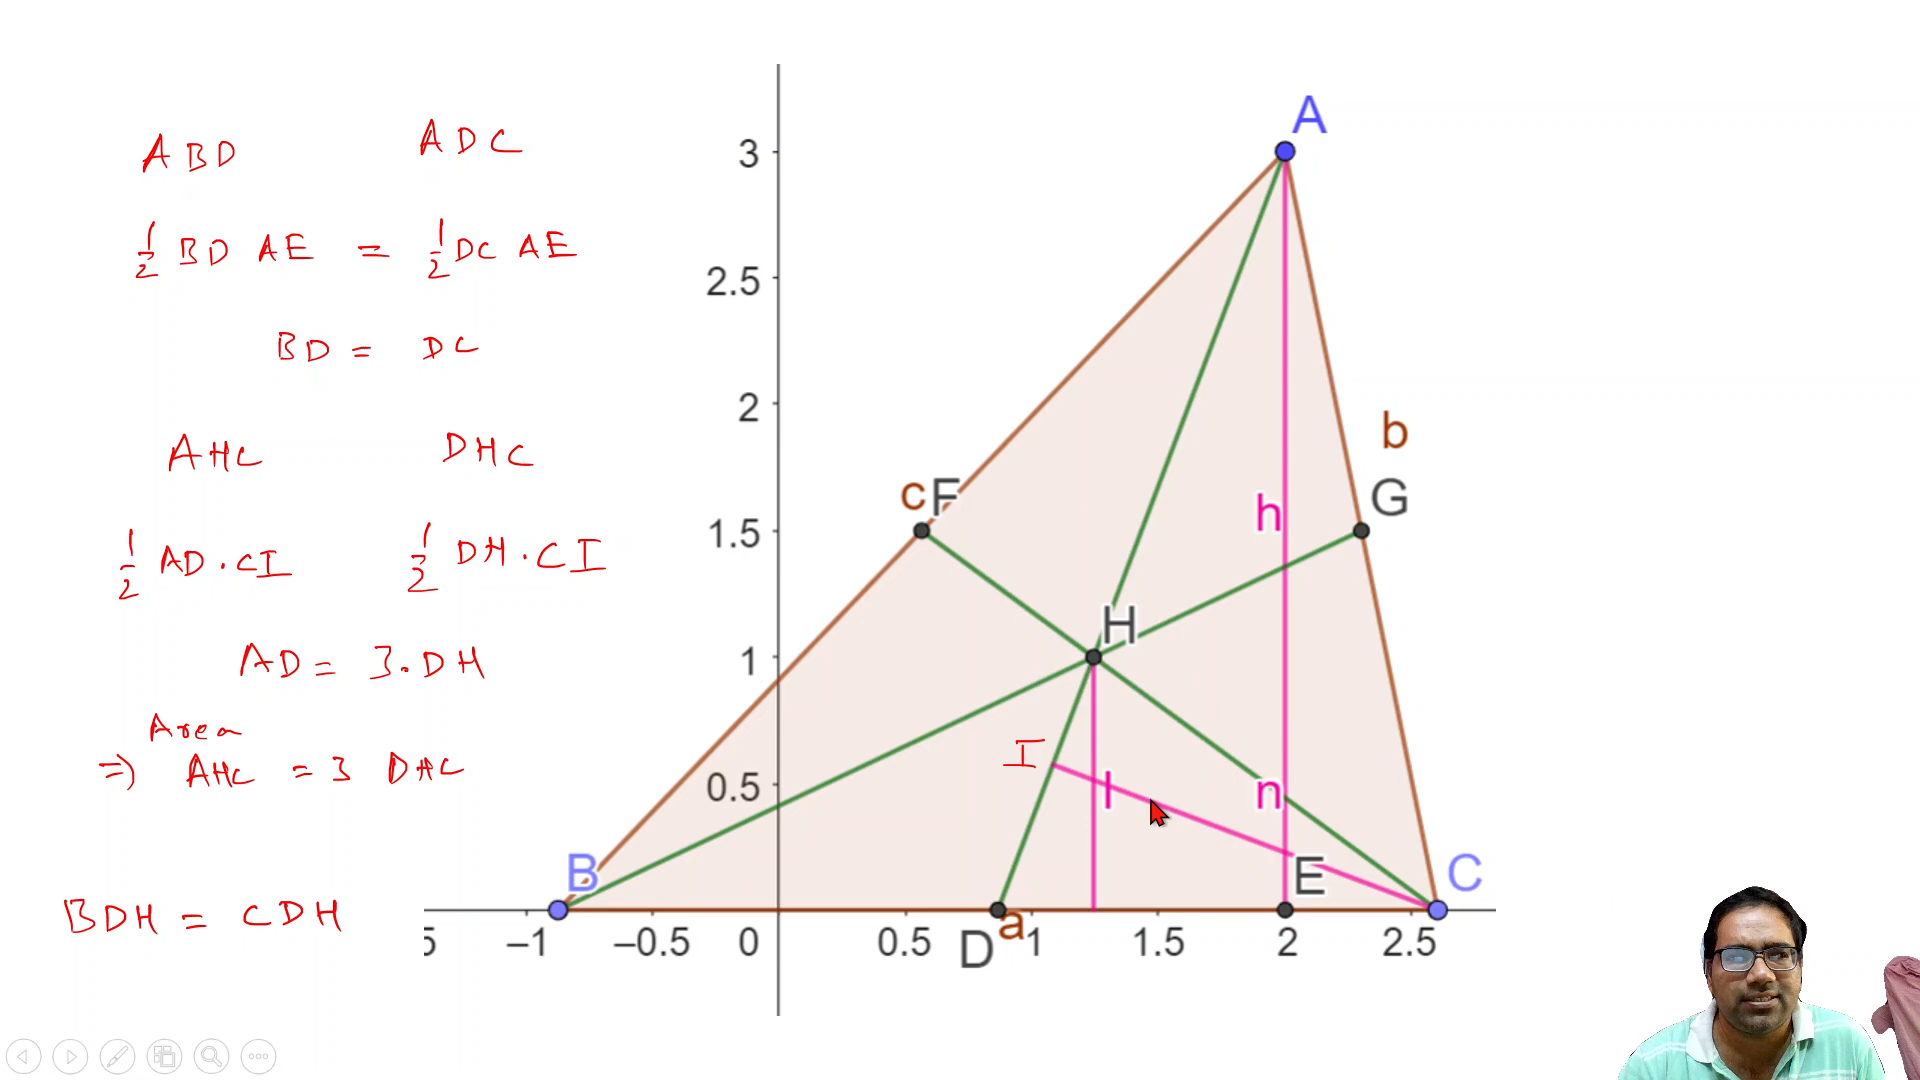 ABD ADC
½ BD AE = ½ DC AE
BD = DC
AHC DHC
½ AD . CI ½ DH . CI
AD = 3 . DH
Area
=> AHC = 3 DHC
BDH = CDH
A
3
2.5
2
b
c F
G
h
1.5
H
1
I
0.5
l
n
B
E
C
a
5 –1 –0.5 0 0.5 D 1 1.5 2 2.5